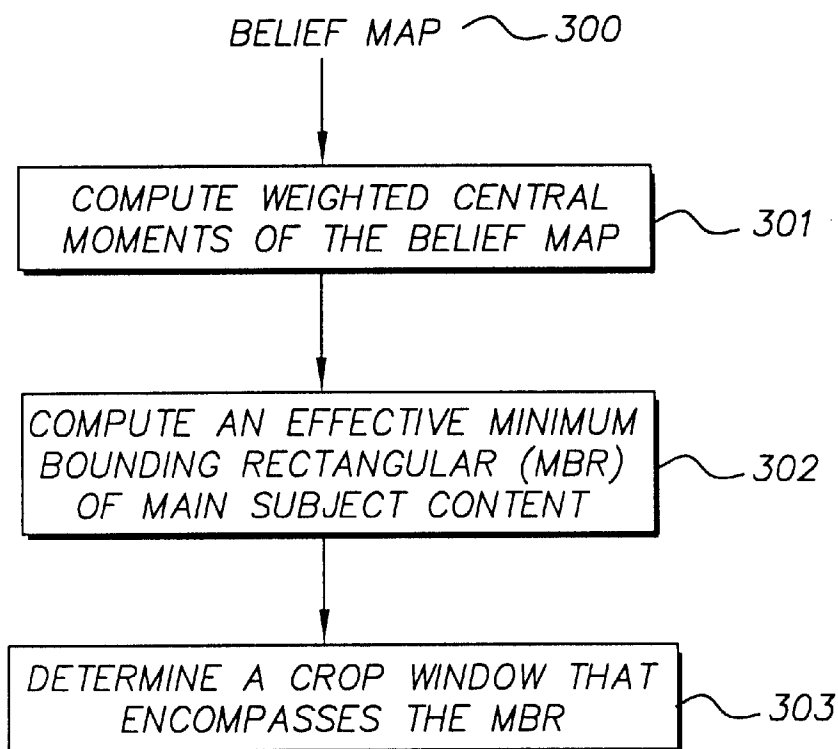 BELIEF MAP 300
COMPUTE WEIGHTED CENTRAL
MOMENTS OF THE BELIEF MAP
301
COMPUTE AN EFFECTIVE MINIMUM
BOUNDING RECTANGULAR (MBR)
OF MAIN SUBJECT CONTENT
302
DETERMINE A CROP WINDOW THAT
ENCOMPASSES THE MBR
303